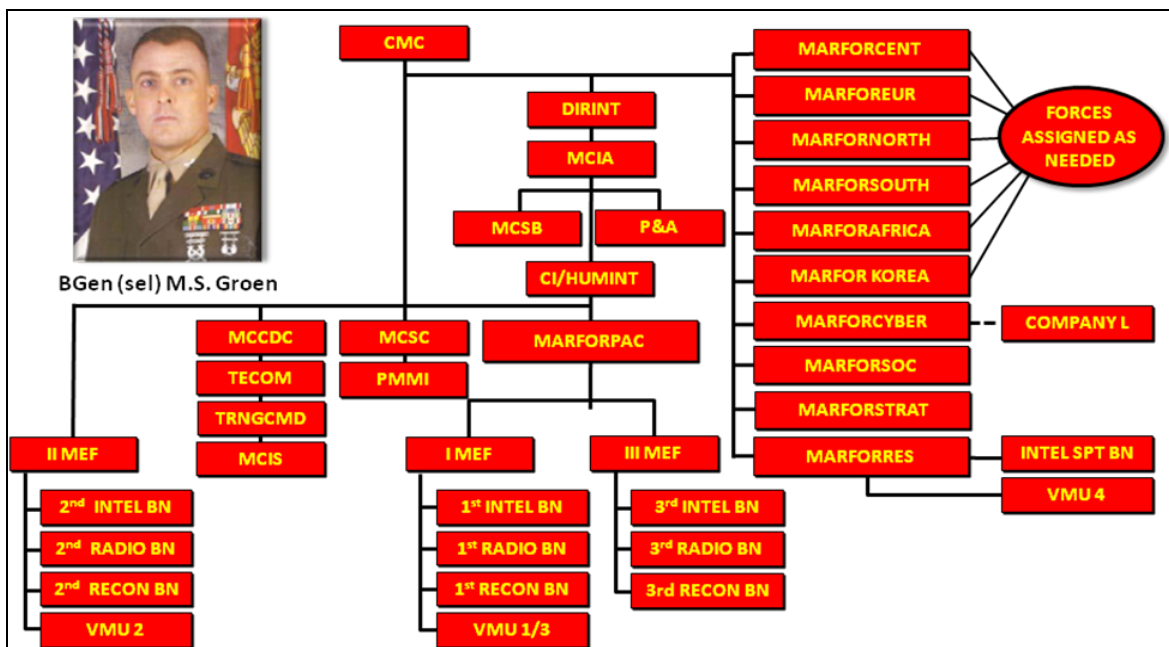 CMC
BGen (sel) M.S. Groen
DIRINT
MCIA
MCSB
P&A
CI/HUMINT
MCCDC
TECOM
TRNGCMD
MCIS
MCSC
PMMI
MARFORPAC
II MEF
2nd INTEL BN
2nd RADIO BN
2nd RECON BN
VMU 2
I MEF
1st INTEL BN
1st RADIO BN
1st RECON BN
VMU 1/3
III MEF
3rd INTEL BN
3rd RADIO BN
3rd RECON BN
MARFORCENT
MARFOREUR
MARFORNORTH
MARFORSOUTH
MARFORAFRICA
MARFOR KOREA
MARFORCYBER
MARFORSOC
MARFORSTRAT
MARFORRES
FORCES
ASSIGNED AS
NEEDED
COMPANY L
INTEL SPT BN
VMU 4